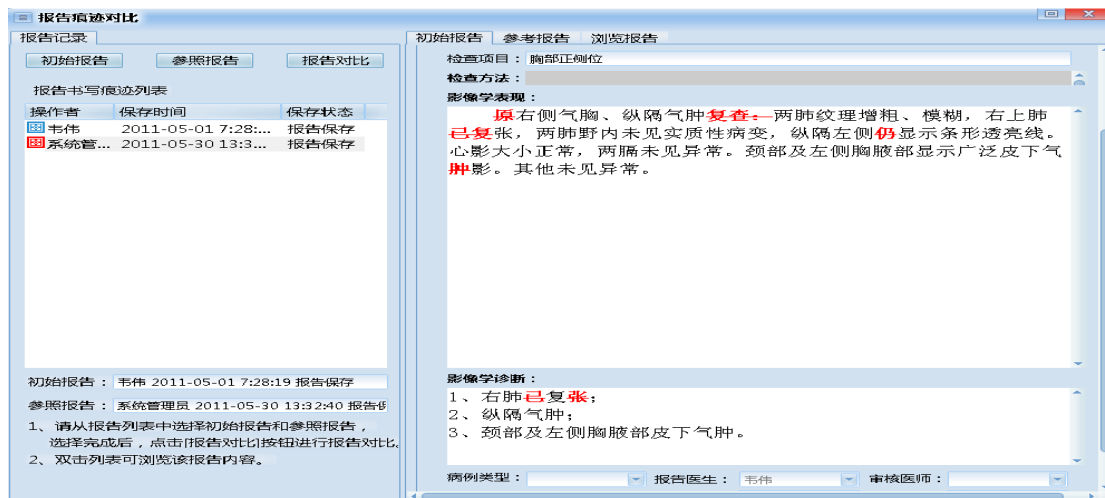 报告痕迹对比
报告记录
初始报告 参照报告 报告对比
报告书写痕迹列表
操作者 保存时间 保存状态
韦伟 2011-05-01 7:28:... 报告保存
系统管... 2011-05-30 13:3... 报告保存
初始报告： 韦伟 2011-05-01 7:28:19 报告保存
参照报告： 系统管理员 2011-05-30 13:32:40 报告
1、请从报告列表中选择初始报告和参照报告，
选择完成后，点击[报告对比]按钮进行报告对比.
2、双击列表可浏览该报告内容。
初始报告 参考报告 浏览报告
检查项目： 胸部正侧位
检查方法：
影像学表现：
原右侧气胸、纵隔气肿复查：两肺纹理增粗、模糊，右上肺
已复张，两肺野内未见实质性病变，纵隔左侧仍显示条形透亮线。
心影大小正常，两膈未见异常。颈部及左侧胸腋部显示广泛皮下气
肿影。其他未见异常。
影像学诊断：
1、右肺已复张；
2、纵隔气肿；
3、颈部及左侧胸腋部皮下气肿。
病例类型： 报告医生： 韦伟 审核医师：